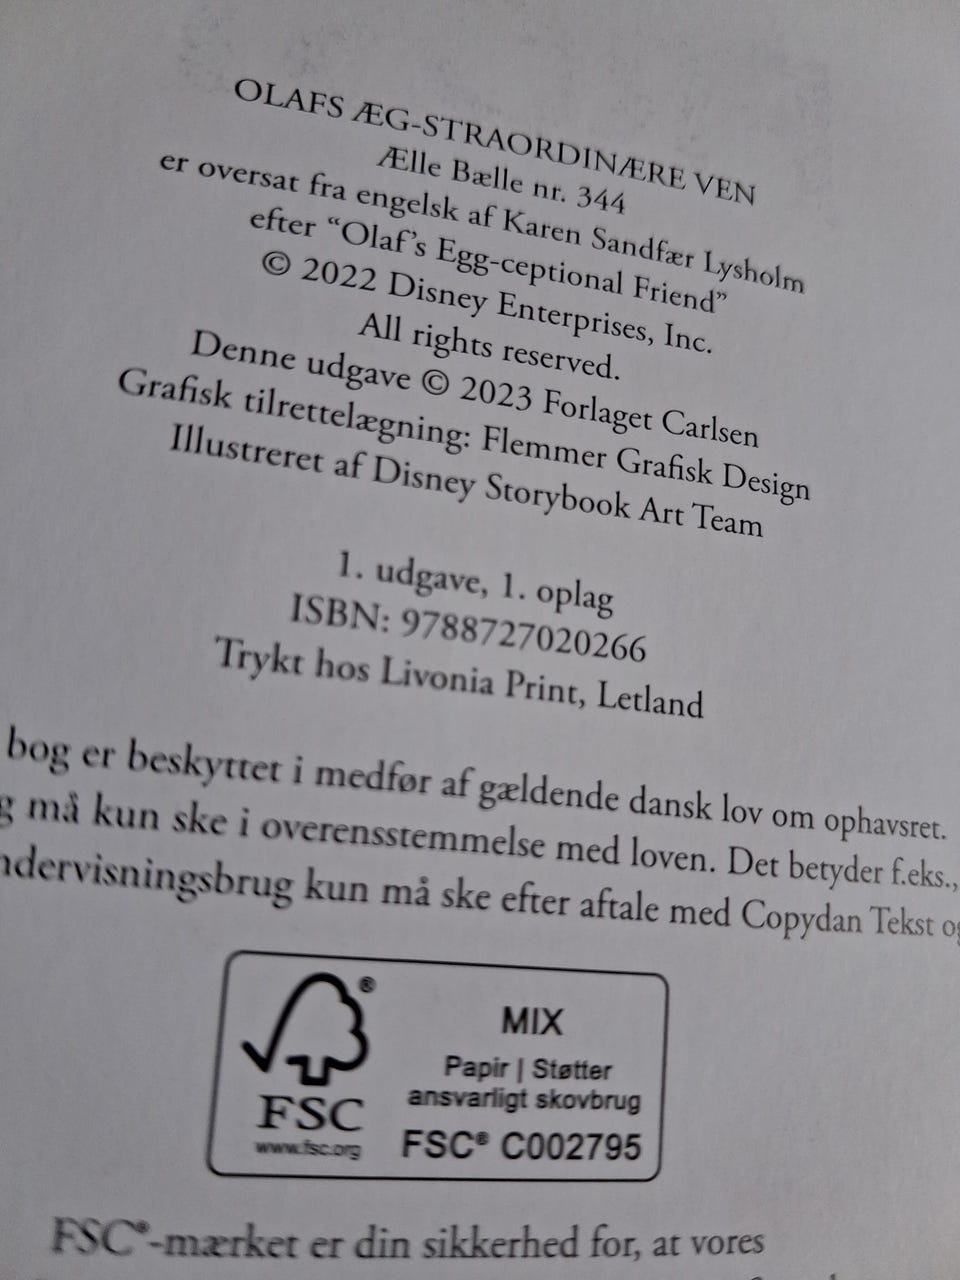 OLAFS ÆG-STRAORDINÆRE VEN
Ælle Bælle nr. 344
er oversat fra engelsk af Karen Sandfær Lysholm
efter “Olaf’s Egg-ceptional Friend”
© 2022 Disney Enterprises, Inc.
All rights reserved.
Denne udgave © 2023 Forlaget Carlsen
Grafisk tilrettelægning: Flemmer Grafisk Design
Illustreret af Disney Storybook Art Team
1. udgave, 1. oplag
ISBN: 9788727020266
Trykt hos Livonia Print, Letland
bog er beskyttet i medfør af gældende dansk lov om ophavsret.
må kun ske i overensstemmelse med loven. Det betyder f.eks.,
ndervisningsbrug kun må ske efter aftale med Copydan Tekst
®
FSC
www.fsc.org
MIX
Papir | Støtter
ansvarligt skovbrug
FSC® C002795
FSC®-mærket er din sikkerhed for, at vores